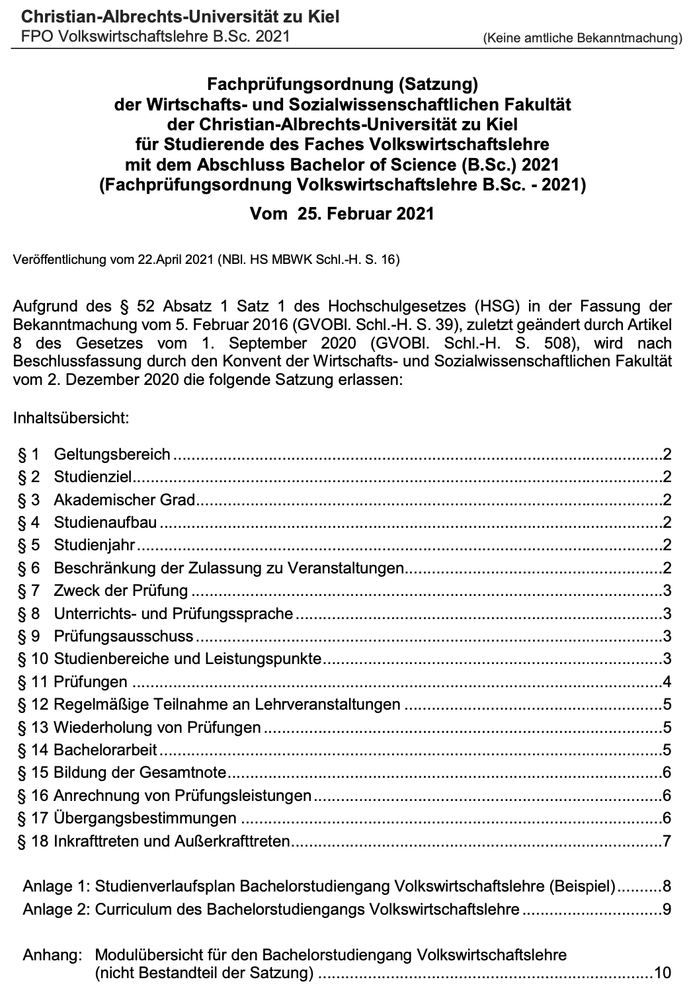 Christian-Albrechts-Universität zu Kiel
FPO Volkswirtschaftslehre B.Sc. 2021 (Keine amtliche Bekanntmachung)
Fachprüfungsordnung (Satzung)
der Wirtschafts- und Sozialwissenschaftlichen Fakultät
der Christian-Albrechts-Universität zu Kiel
für Studierende des Faches Volkswirtschaftslehre
mit dem Abschluss Bachelor of Science (B.Sc.) 2021
(Fachprüfungsordnung Volkswirtschaftslehre B.Sc. - 2021)
Vom 25. Februar 2021
Veröffentlichung vom 22.April 2021 (NBl. HS MBWK Schl.-H. S. 16)
Aufgrund des § 52 Absatz 1 Satz 1 des Hochschulgesetzes (HSG) in der Fassung der
Bekanntmachung vom 5. Februar 2016 (GVOBl. Schl.-H. S. 39), zuletzt geändert durch Artikel
8 des Gesetzes vom 1. September 2020 (GVOBl. Schl.-H. S. 508), wird nach
Beschlussfassung durch den Konvent der Wirtschafts- und Sozialwissenschaftlichen Fakultät
vom 2. Dezember 2020 die folgende Satzung erlassen:
Inhaltsübersicht:
§ 1 Geltungsbereich ..... 2
§ 2 Studienziel ..... 2
§ 3 Akademischer Grad ..... 2
§ 4 Studienaufbau ..... 2
§ 5 Studienjahr ..... 2
§ 6 Beschränkung der Zulassung zu Veranstaltungen ..... 2
§ 7 Zweck der Prüfung ..... 3
§ 8 Unterrichts- und Prüfungssprache ..... 3
§ 9 Prüfungsausschuss ..... 3
§ 10 Studienbereiche und Leistungspunkte ..... 3
§ 11 Prüfungen ..... 4
§ 12 Regelmäßige Teilnahme an Lehrveranstaltungen ..... 5
§ 13 Wiederholung von Prüfungen ..... 5
§ 14 Bachelorarbeit ..... 5
§ 15 Bildung der Gesamtnote ..... 6
§ 16 Anrechnung von Prüfungsleistungen ..... 6
§ 17 Übergangsbestimmungen ..... 6
§ 18 Inkrafttreten und Außerkrafttreten ..... 7
Anlage 1: Studienverlaufsplan Bachelorstudiengang Volkswirtschaftslehre (Beispiel) ..... 8
Anlage 2: Curriculum des Bachelorstudiengangs Volkswirtschaftslehre ..... 9
Anhang: Modulübersicht für den Bachelorstudiengang Volkswirtschaftslehre
(nicht Bestandteil der Satzung) ..... 10